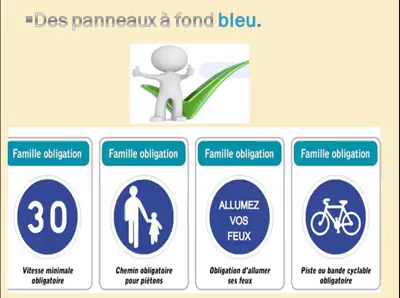 ▪Des panneaux à fond bleu.
Famille obligation
Famille obligation
Famille obligation
Famille obligation
30
ALLUMEZ
VOS
FEUX
Vitesse minimale
obligatoire
Chemin obligatoire
pour piétons
Obligation d'allumer
ses feux
Piste ou bande cyclable
obligatoire